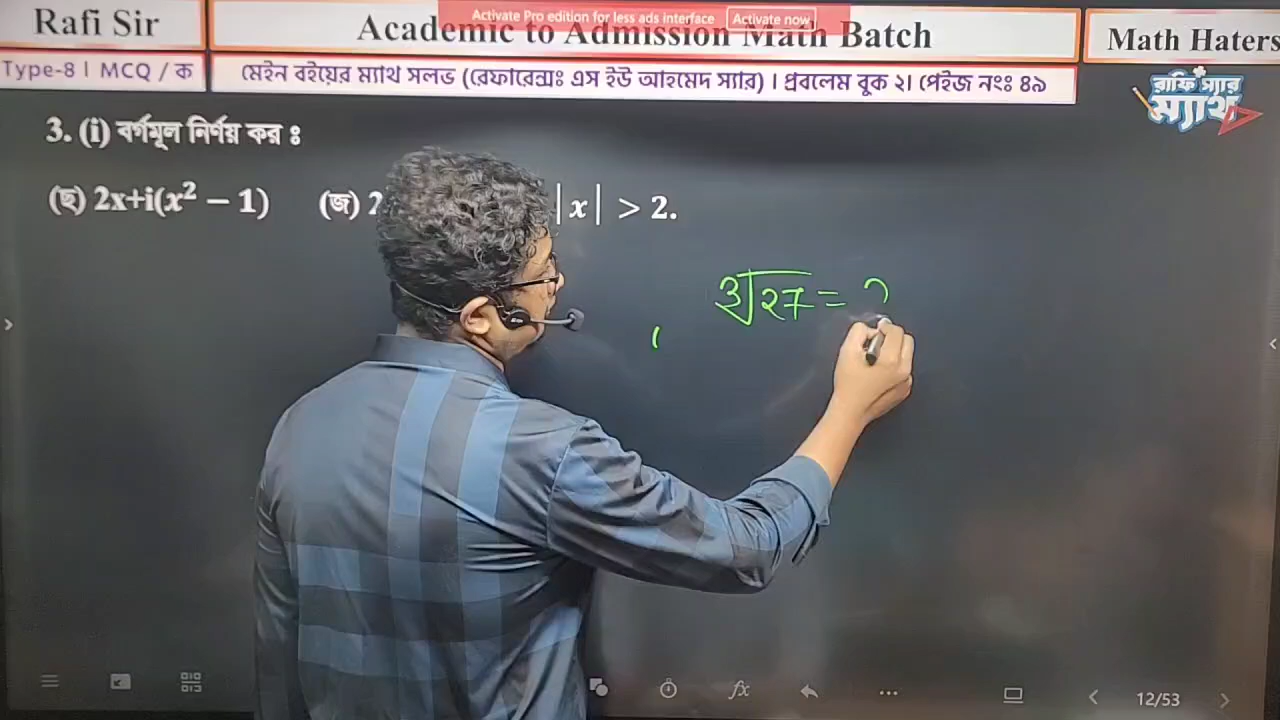 Activate Pro edition for less ads interface Activate now
Rafi Sir
Academic to Admission Math Batch
Math Haters
Type-8 । MCQ / ক
মেইন বইয়ের ম্যাথ সলভ (রেফারেন্সঃ এস ইউ আহমেদ স্যার) । প্রবলেম বুক ২। পেইজ নংঃ ৪৯
রাফি স্যার
ম্যাথ
3. (i) বর্গমূল নির্ণয় কর ঃ
(ছ) 2x+i(x² − 1) (জ) 2 |x| > 2.
∛27 =
12/53